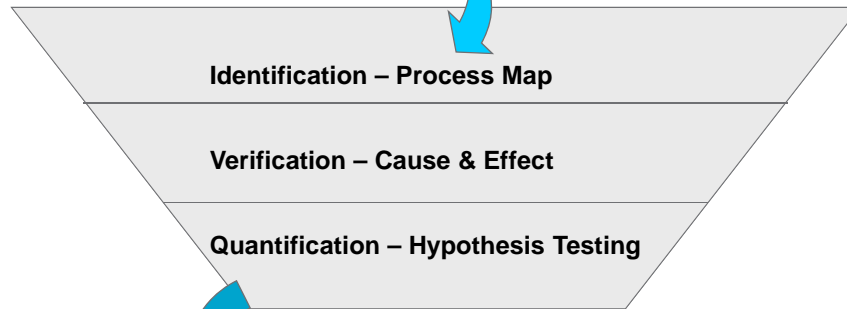 Identification – Process Map
Verification – Cause & Effect
Quantification – Hypothesis Testing